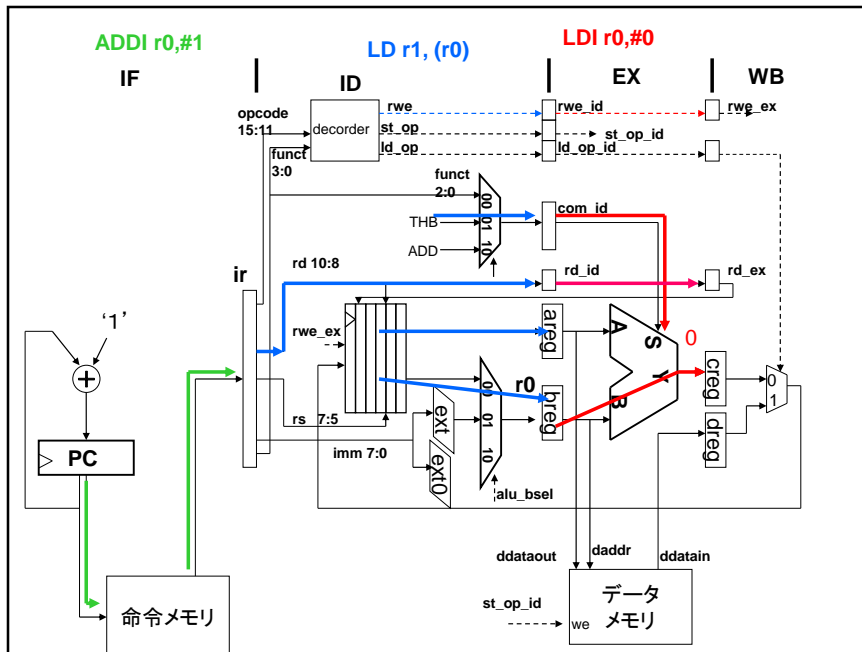 ADDI r0,#1
LD r1, (r0)
LDI r0,#0
IF
ID
EX
WB
opcode
15:11
decorder
rwe
st_op
ld_op
rwe_id
st_op_id
ld_op_id
rwe_ex
funct
3:0
funct
2:0
00
01
10
THB
ADD
com_id
ir
rd 10:8
rd_id
rd_ex
'1'
+
PC
rwe_ex
areg
breg
r0
A
B
S
Y
0
creg
dreg
0
1
00
01
10
ext
ext0
rs 7:5
imm 7:0
alu_bsel
ddataout
daddr
ddatain
st_op_id
we
データ
メモリ
命令メモリ